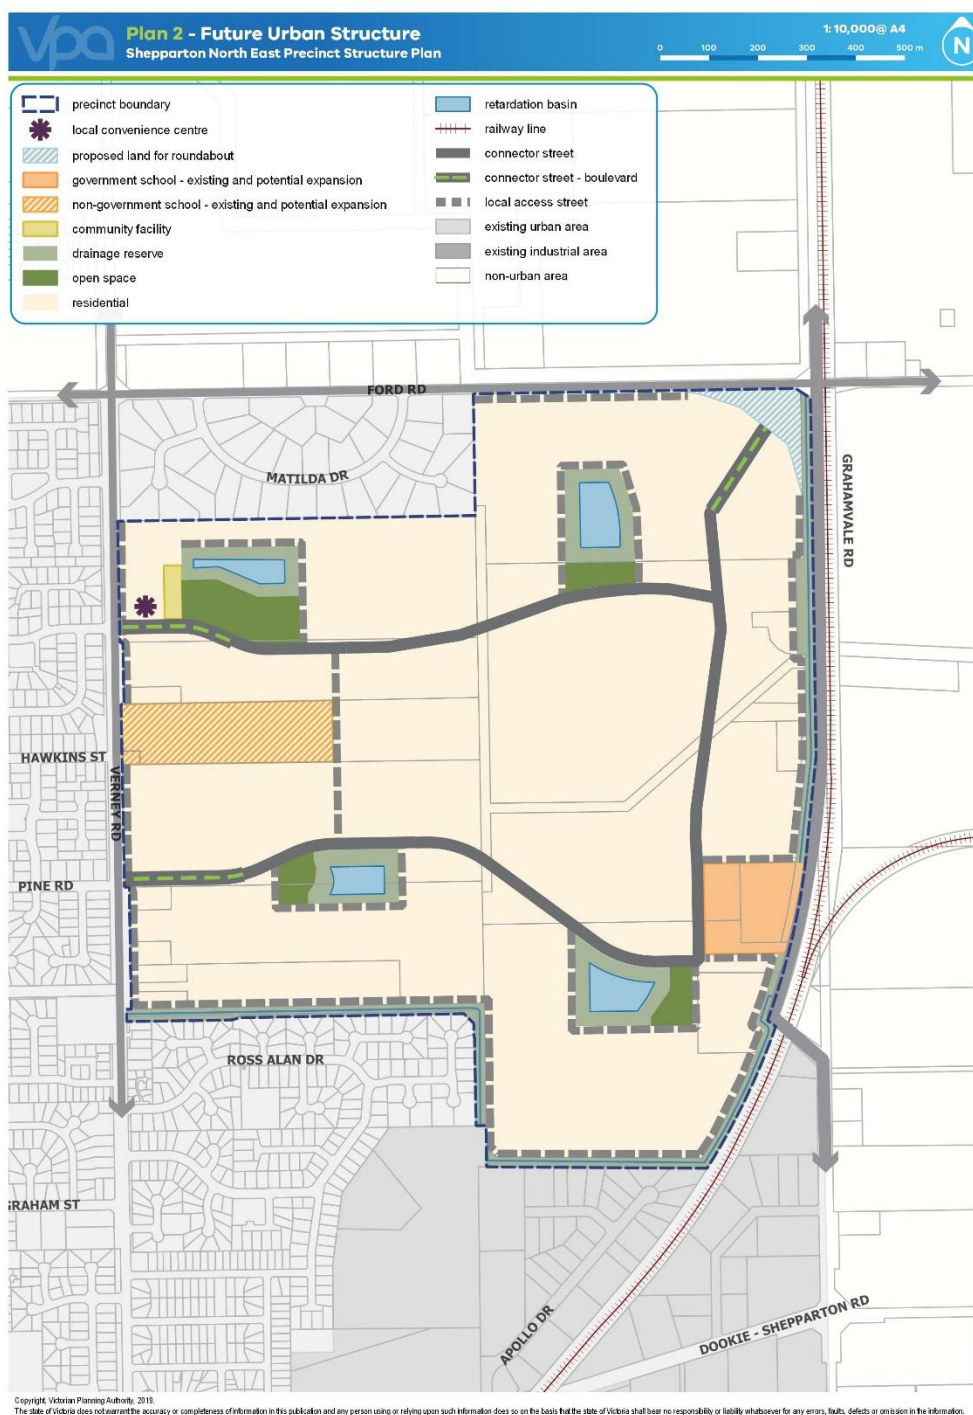 vpa
Plan 2 - Future Urban Structure
Shepparton North East Precinct Structure Plan
1: 10,000@ A4
0 100 200 300 400 500 m
N
precinct boundary
local convenience centre
proposed land for roundabout
government school - existing and potential expansion
non-government school - existing and potential expansion
community facility
drainage reserve
open space
residential
retardation basin
railway line
connector street
connector street - boulevard
local access street
existing urban area
existing industrial area
non-urban area
FORD RD
MATILDA DR
GRAHAMVALE RD
HAWKINS ST
VERNEY RD
PINE RD
ROSS ALAN DR
GRAHAM ST
APOLLO DR
DOOKIE - SHEPPARTON RD
Copyright, Victorian Planning Authority, 2019.
The state of Victoria does not warrant the accuracy or completeness of information in this publication and any person using or relying upon such information does so on the basis that the state of Victoria shall bear no responsibility or liability whatsoever for any errors, faults, defects or omission in the information.